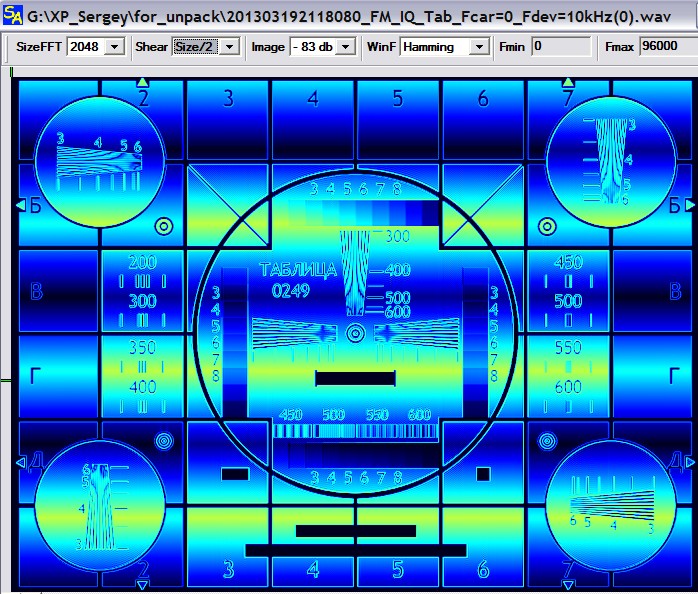 G:\XP_Sergey\for_unpack\201303192118080_FM_IQ_Tab_Fcar=0_Fdev=10kHz(0).wav
SizeFFT 2048 Shear Size/2 Image - 83 db WinF Hamming Fmin 0 Fmax 96000
2 3 4 5 6 7
3 4 5 6
3 4 5 6
3 4 5 6 7 8
Б Б
300
200 ТАБЛИЦА 400 450
В 0249 В
300 500 500
600
3 4 5 6 7 8
3 4 5 6 7 8
350 550
Г Г
400 600
450 500 550 600
Д Д
6 5 4 3
3 4 5 6 7 8
6 5 4 3
2 3 4 5 6 7